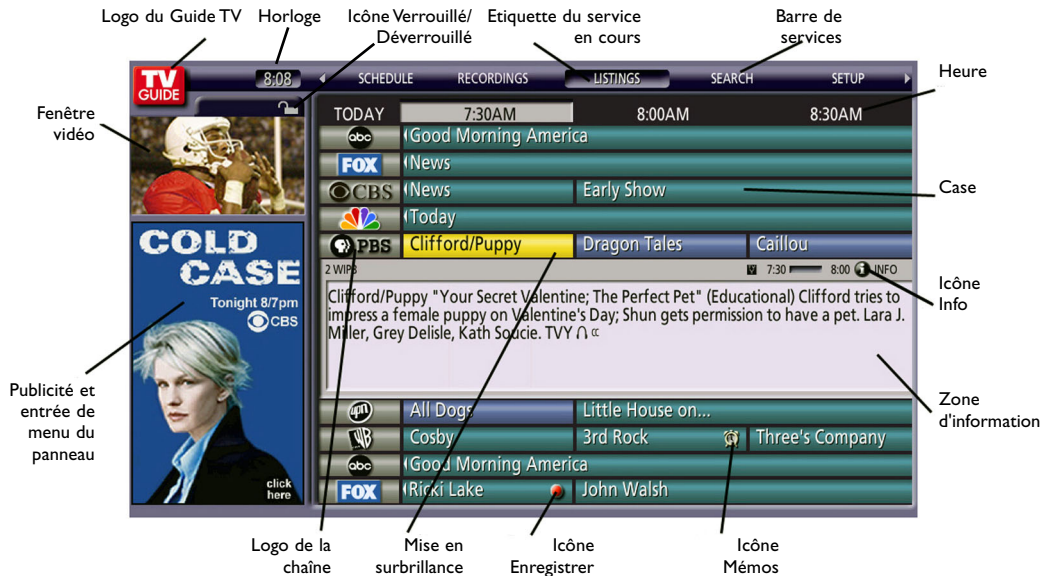 Logo du Guide TV
Horloge
Icône Verrouillé/
Déverrouillé
Etiquette du service
en cours
Barre de
services
TV
GUIDE
8:08
SCHEDULE
RECORDINGS
LISTINGS
SEARCH
SETUP
Heure
TODAY
7:30AM
8:00AM
8:30AM
Fenêtre
vidéo
abc
Good Morning America
FOX
News
CBS
News
Early Show
Case
Today
PBS
Clifford/Puppy
Dragon Tales
Caillou
2 WIPB
7:30
8:00
INFO
Icône
Info
Clifford/Puppy "Your Secret Valentine; The Perfect Pet" (Educational) Clifford tries to
impress a female puppy on Valentine's Day; Shun gets permission to have a pet. Lara J.
Miller, Grey Delisle, Kath Soucie. TVY CC
COLD
CASE
Tonight 8/7pm
CBS
Publicité et
entrée de
menu du
panneau
Zone
d'information
upn
All Dogs
Little House on...
WB
Cosby
3rd Rock
Three's Company
abc
Good Morning America
FOX
Ricki Lake
John Walsh
click
here
Logo de la
chaîne
Mise en
surbrillance
Icône
Enregistrer
Icône
Mémos